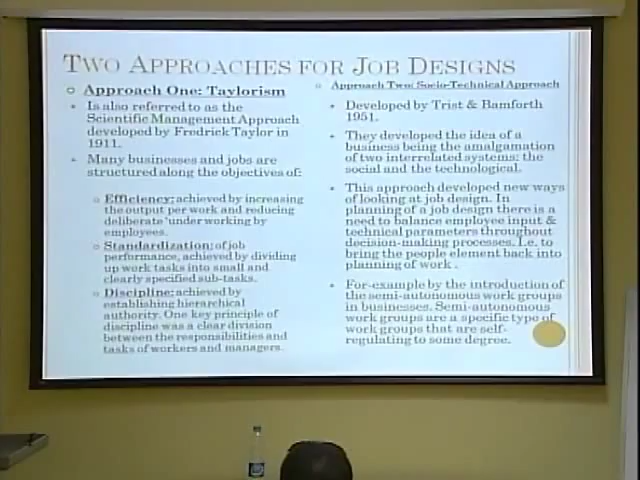 TWO APPROACHES FOR JOB DESIGNS
Approach One: Taylorism
Is also referred to as the
Scientific Management Approach
developed by Fredrick Taylor in
1911.
Many businesses and jobs are
structured along the objectives of:
Efficiency: achieved by increasing
the output per work and reducing
deliberate 'under working by
employees.
Standardization: of job
performance, achieved by dividing
up work tasks into small and
clearly specified sub-tasks.
Discipline: achieved by
establishing hierarchical
authority. One key principle of
discipline was a clear division
between the responsibilities and
tasks of workers and managers.
Approach Two: Socio-Technical Approach
Developed by Trist & Bamforth
1951.
They developed the idea of a
business being the amalgamation
of two interrelated systems: the
social and the technological.
This approach developed new ways
of looking at job design. In
planning of a job design there is a
need to balance employee input &
technical parameters throughout
decision-making processes. I.e. to
bring the people element back into
planning of work .
For-example by the introduction of
the semi-autonomous work groups
in businesses. Semi-autonomous
work groups are a specific type of
work groups that are self-
regulating to some degree.